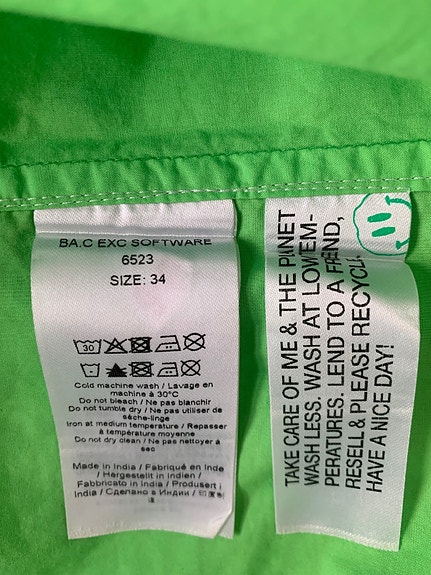 BA.C EXC SOFTWARE
6523
SIZE: 34
30
Cold machine wash / Lavage en
machine à 30°C
Do not bleach / Ne pas blanchir
Do not tumble dry / Ne pas utiliser de
sèche-linge
Iron at medium temperature / Repasser
à température moyenne
Do not dry clean / Ne pas nettoyer à
sec
Made in India / Fabriqué en Inde
/ Hergestellt in Indien /
Fabbricato in India / Produsert i
India / Сделано в Индии /
TAKE CARE OF ME & THE PLANET
WASH LESS. WASH AT LOW EM-
PERATURES. LEND TO A FRIEND,
RESELL & PLEASE RECYCLE
HAVE A NICE DAY!